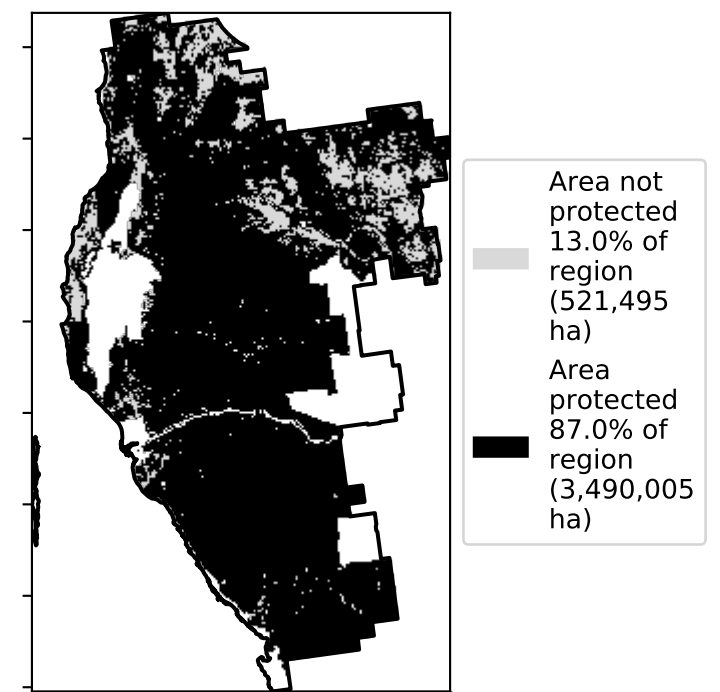 Area not
protected
13.0% of
region
(521,495
ha)
Area
protected
87.0% of
region
(3,490,005
ha)